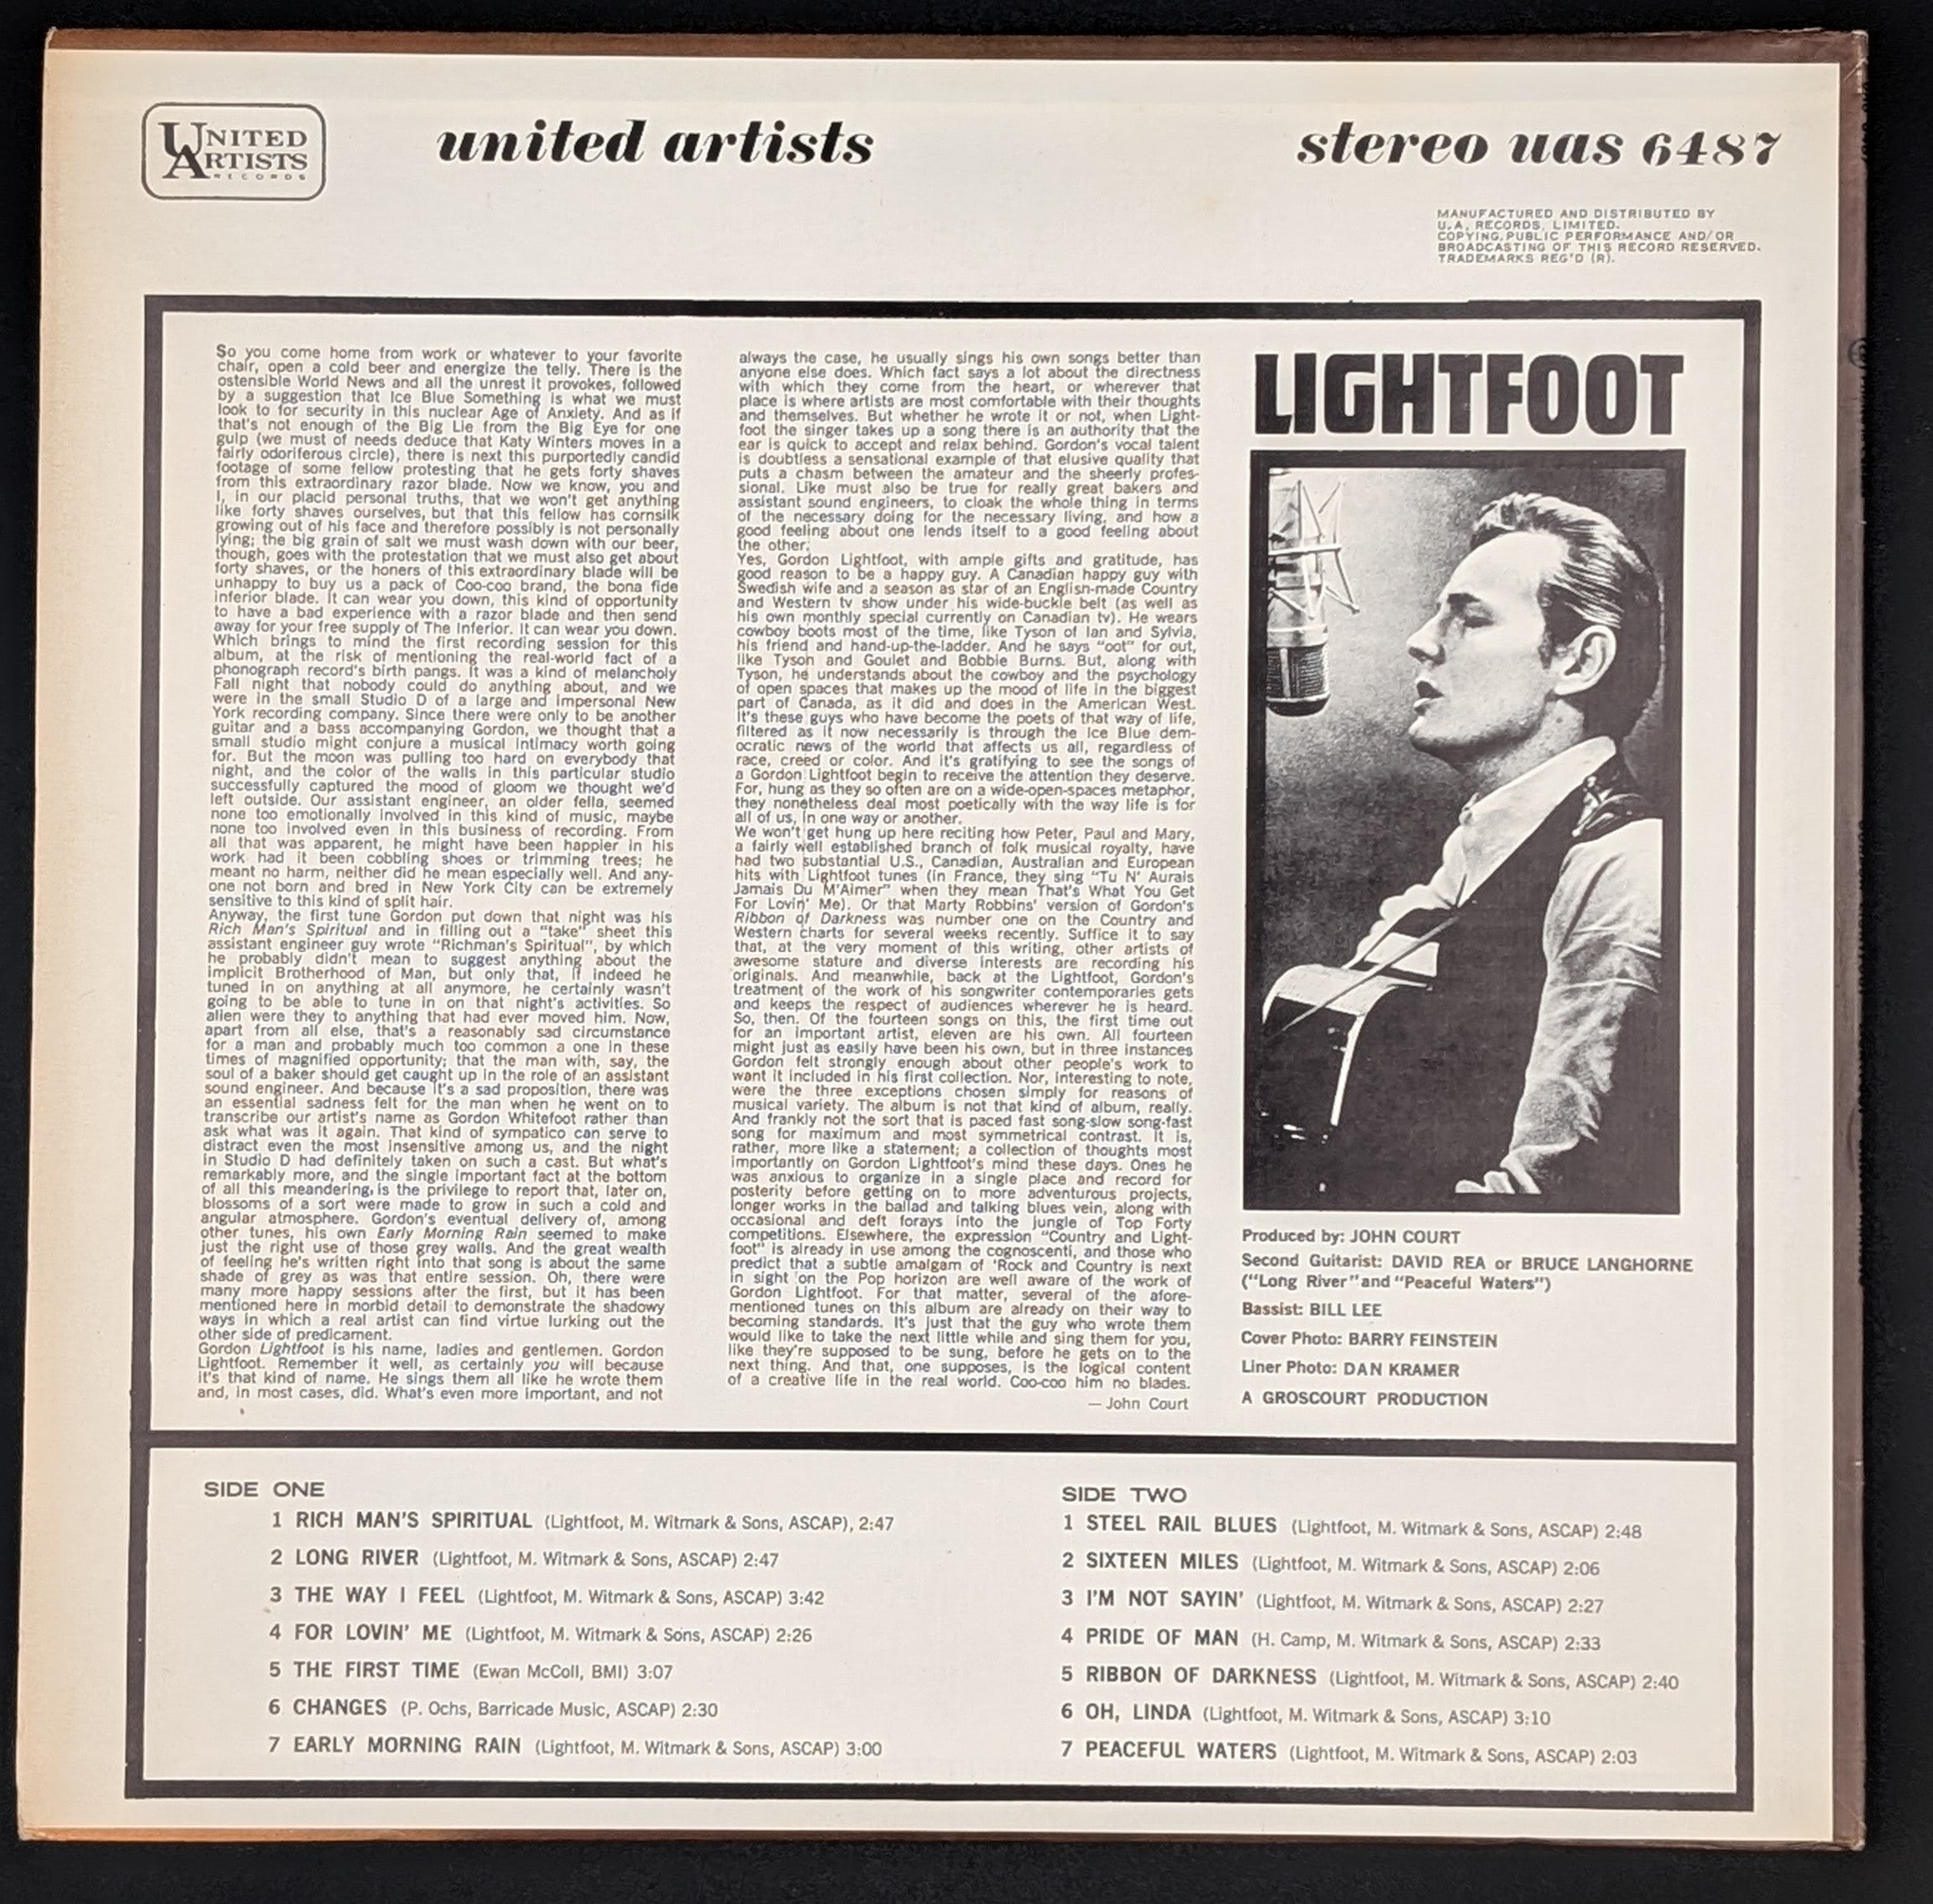 UNITED
ARTISTS
RECORDS
united artists
stereo uas 6487
MANUFACTURED AND DISTRIBUTED BY
U.A. RECORDS, LIMITED.
COPYING, PUBLIC PERFORMANCE AND/OR
BROADCASTING OF THIS RECORD RESERVED.
TRADEMARKS REG'D (R).
So you come home from work or whatever to your favorite
chair, open a cold beer and energize the telly. There is the
ostensible World News and all the unrest it provokes, followed
by a suggestion that Ice Blue Something is what we must
look to for security in this nuclear Age of Anxiety. And as if
that's not enough of the Big Lie from the Big Eye for one
gulp (we must of needs deduce that Katy Winters moves in a
fairly odoriferous circle), there is next this purportedly candid
footage of some fellow protesting that he gets forty shaves
from this extraordinary razor blade. Now we know, you and
I, in our placid personal truths, that we won't get anything
like forty shaves ourselves, but that this fellow has cornsilk
growing out of his face and therefore possibly is not personally
lying; the big grain of salt we must wash down with our beer,
though, goes with the protestation that we must also get about
forty shaves, or the honers of this extraordinary blade will be
unhappy to buy us a pack of Coo-coo brand, the bona fide
inferior blade. It can wear you down, this kind of opportunity
to have a bad experience with a razor blade and then send
away for your free supply of The Inferior. It can wear you down.
Which brings to mind the first recording session for this
album, at the risk of mentioning the real-world fact of a
phonograph record's birth pangs. It was a kind of melancholy
Fall night that nobody could do anything about, and we
were in the small Studio D of a large and impersonal New
York recording company. Since there were only to be another
guitar and a bass accompanying Gordon, we thought that a
small studio might conjure a musical intimacy worth going
for. But the moon was pulling too hard on everybody that
night, and the color of the walls in this particular studio
successfully captured the mood of gloom we thought we'd
left outside. Our assistant engineer, an older fella, seemed
none too emotionally involved in this kind of music, maybe
none too involved even in this business of recording. From
all that was apparent, he might have been happier in his
work had it been cobbling shoes or trimming trees; he
meant no harm, neither did he mean especially well. And any-
one not born and bred in New York City can be extremely
sensitive to this kind of split hair.
Anyway, the first tune Gordon put down that night was his
Rich Man's Spiritual and in filling out a "take" sheet this
assistant engineer guy wrote "Richman's Spiritual", by which
he probably didn't mean to suggest anything about the
implicit Brotherhood of Man, but only that, if indeed he
tuned in on anything at all anymore, he certainly wasn't
going to be able to tune in on that night's activities. So
alien were they to anything that had ever moved him. Now,
apart from all else, that's a reasonably sad circumstance
for a man and probably much too common a one in these
times of magnified opportunity; that the man with, say, the
soul of a baker should get caught up in the role of an assistant
sound engineer. And because it's a sad proposition, there was
an essential sadness felt for the man when he went on to
transcribe our artist's name as Gordon Whitefoot rather than
ask what was it again. That kind of sympatico can serve to
distract even the most insensitive among us, and the night
in Studio D had definitely taken on such a cast. But what's
remarkably more, and the single important fact at the bottom
of all this meandering, is the privilege to report that, later on,
blossoms of a sort were made to grow in such a cold and
angular atmosphere. Gordon's eventual delivery of, among
other tunes, his own Early Morning Rain seemed to make
just the right use of those grey walls. And the great wealth
of feeling he's written right into that song is about the same
shade of grey as was that entire session. Oh, there were
many more happy sessions after the first, but it has been
mentioned here in morbid detail to demonstrate the shadowy
ways in which a real artist can find virtue lurking out the
other side of predicament.
Gordon Lightfoot is his name, ladies and gentlemen. Gordon
Lightfoot. Remember it well, as certainly you will because
it's that kind of name. He sings them all like he wrote them
and, in most cases, did. What's even more important, and not
always the case, he usually sings his own songs better than
anyone else does. Which fact says a lot about the directness
with which they come from the heart, or wherever that
place is where artists are most comfortable with their thoughts
and themselves. But whether he wrote it or not, when Light-
foot the singer takes up a song there is an authority that the
ear is quick to accept and relax behind. Gordon's vocal talent
is doubtless a sensational example of that elusive quality that
puts a chasm between the amateur and the sheerly profes-
sional. Like must also be true for really great bakers and
assistant sound engineers, to cloak the whole thing in terms
of the necessary doing for the necessary living, and how a
good feeling about one lends itself to a good feeling about
the other.
Yes, Gordon Lightfoot, with ample gifts and gratitude, has
good reason to be a happy guy. A Canadian happy guy with
Swedish wife and a season as star of an English-made Country
and Western tv show under his wide-buckle belt (as well as
his own monthly special currently on Canadian tv). He wears
cowboy boots most of the time, like Tyson of Ian and Sylvia,
his friend and hand-up-the-ladder. And he says "oot" for out,
like Tyson and Goulet and Bobbie Burns. But, along with
Tyson, he understands about the cowboy and the psychology
of open spaces that makes up the mood of life in the biggest
part of Canada, as it did and does in the American West.
It's these guys who have become the poets of that way of life,
filtered as it now necessarily is through the Ice Blue dem-
ocratic news of the world that affects us all, regardless of
race, creed or color. And it's gratifying to see the songs of
a Gordon Lightfoot begin to receive the attention they deserve.
For, hung as they so often are on a wide-open-spaces metaphor,
they nonetheless deal most poetically with the way life is for
all of us, in one way or another.
We won't get hung up here reciting how Peter, Paul and Mary,
a fairly well established branch of folk musical royalty, have
had two substantial U.S., Canadian, Australian and European
hits with Lightfoot tunes (in France, they sing "Tu N' Aurais
Jamais Du M'Aimer" when they mean That's What You Get
For Lovin' Me). Or that Marty Robbins' version of Gordon's
Ribbon of Darkness was number one on the Country and
Western charts for several weeks recently. Suffice it to say
that, at the very moment of this writing, other artists of
awesome stature and diverse interests are recording his
originals. And meanwhile, back at the Lightfoot, Gordon's
treatment of the work of his songwriter contemporaries gets
and keeps the respect of audiences wherever he is heard.
So, then. Of the fourteen songs on this, the first time out
for an important artist, eleven are his own. All fourteen
might just as easily have been his own, but in three instances
Gordon felt strongly enough about other people's work to
want it included in his first collection. Nor, interesting to note,
were the three exceptions chosen simply for reasons of
musical variety. The album is not that kind of album, really.
And frankly not the sort that is paced fast song-slow song-fast
song for maximum and most symmetrical contrast. It is,
rather, more like a statement; a collection of thoughts most
importantly on Gordon Lightfoot's mind these days. Ones he
was anxious to organize in a single place and record for
posterity before getting on to more adventurous projects,
longer works in the ballad and talking blues vein, along with
occasional and deft forays into the jungle of Top Forty
competitions. Elsewhere, the expression "Country and Light-
foot" is already in use among the cognoscenti, and those who
predict that a subtle amalgam of 'Rock and Country is next
in sight on the Pop horizon are well aware of the work of
Gordon Lightfoot. For that matter, several of the afore-
mentioned tunes on this album are already on their way to
becoming standards. It's just that the guy who wrote them
would like to take the next little while and sing them for you,
like they're supposed to be sung, before he gets on to the
next thing. And that, one supposes, is the logical content
of a creative life in the real world. Coo-coo him no blades.
— John Court
LIGHTFOOT
Produced by: JOHN COURT
Second Guitarist: DAVID REA or BRUCE LANGHORNE
("Long River" and "Peaceful Waters")
Bassist: BILL LEE
Cover Photo: BARRY FEINSTEIN
Liner Photo: DAN KRAMER
A GROSCOURT PRODUCTION
SIDE ONE
1 RICH MAN'S SPIRITUAL (Lightfoot, M. Witmark & Sons, ASCAP), 2:47
2 LONG RIVER (Lightfoot, M. Witmark & Sons, ASCAP) 2:47
3 THE WAY I FEEL (Lightfoot, M. Witmark & Sons, ASCAP) 3:42
4 FOR LOVIN' ME (Lightfoot, M. Witmark & Sons, ASCAP) 2:26
5 THE FIRST TIME (Ewan McColl, BMI) 3:07
6 CHANGES (P. Ochs, Barricade Music, ASCAP) 2:30
7 EARLY MORNING RAIN (Lightfoot, M. Witmark & Sons, ASCAP) 3:00
SIDE TWO
1 STEEL RAIL BLUES (Lightfoot, M. Witmark & Sons, ASCAP) 2:48
2 SIXTEEN MILES (Lightfoot, M. Witmark & Sons, ASCAP) 2:06
3 I'M NOT SAYIN' (Lightfoot, M. Witmark & Sons, ASCAP) 2:27
4 PRIDE OF MAN (H. Camp, M. Witmark & Sons, ASCAP) 2:33
5 RIBBON OF DARKNESS (Lightfoot, M. Witmark & Sons, ASCAP) 2:40
6 OH, LINDA (Lightfoot, M. Witmark & Sons, ASCAP) 3:10
7 PEACEFUL WATERS (Lightfoot, M. Witmark & Sons, ASCAP) 2:03